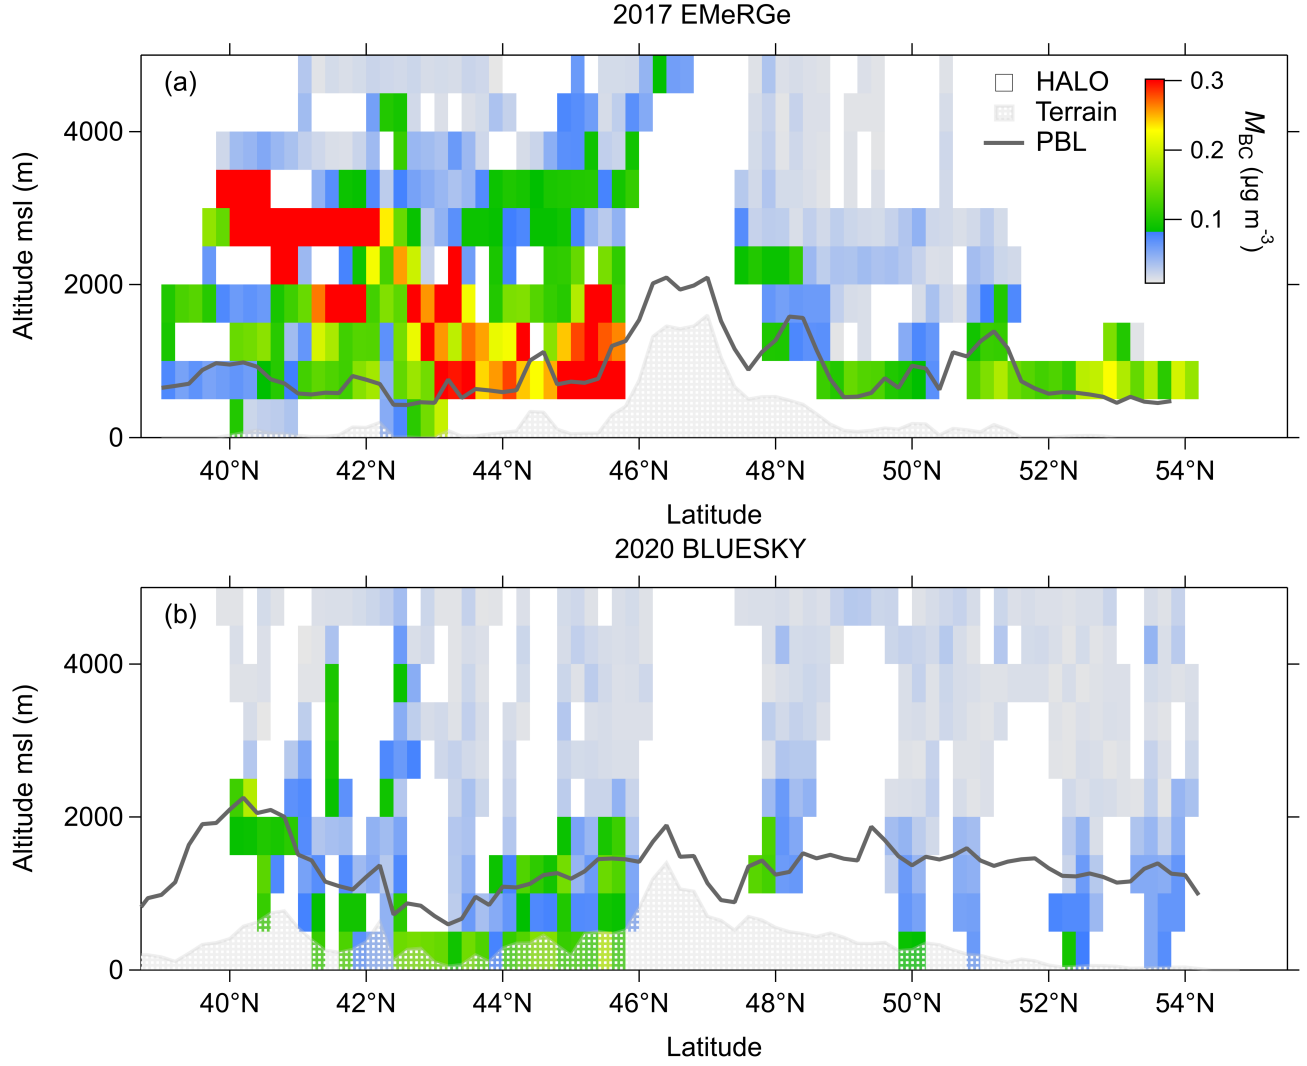 2017 EMeRGe
(a)
HALO
Terrain
PBL
0.3
0.2
0.1
MBC (µg m-3)
Altitude msl (m)
4000
2000
0
40°N 42°N 44°N 46°N 48°N 50°N 52°N 54°N
Latitude
2020 BLUESKY
(b)
Altitude msl (m)
4000
2000
0
40°N 42°N 44°N 46°N 48°N 50°N 52°N 54°N
Latitude